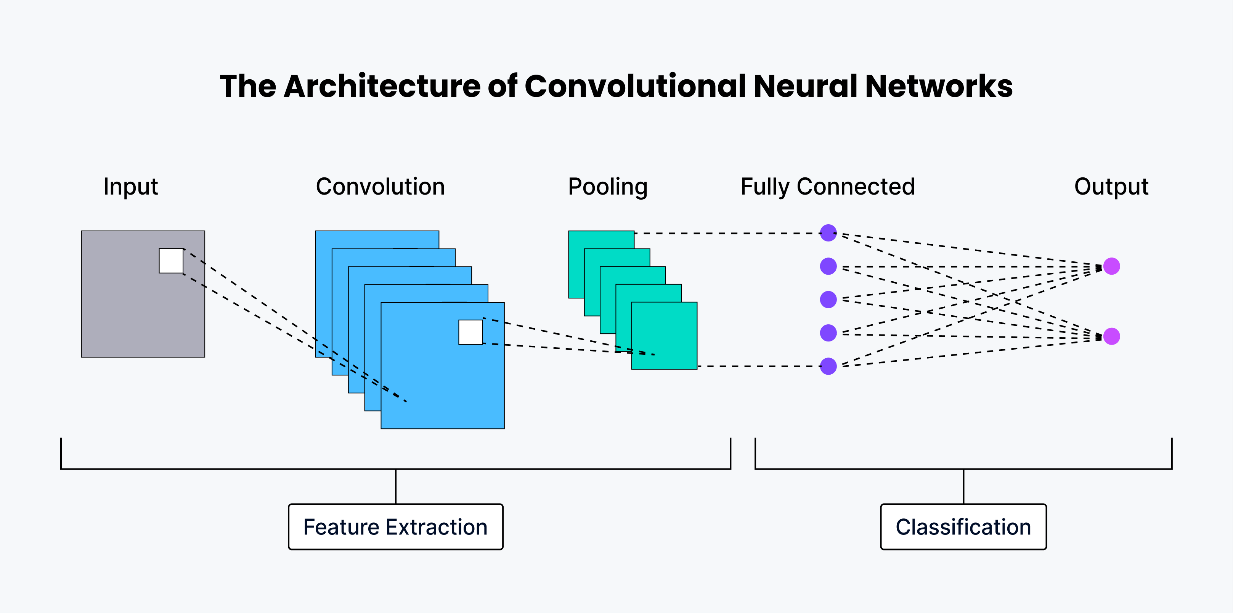 The Architecture of Convolutional Neural Networks
Input
Convolution
Pooling
Fully Connected
Output
Feature Extraction
Classification